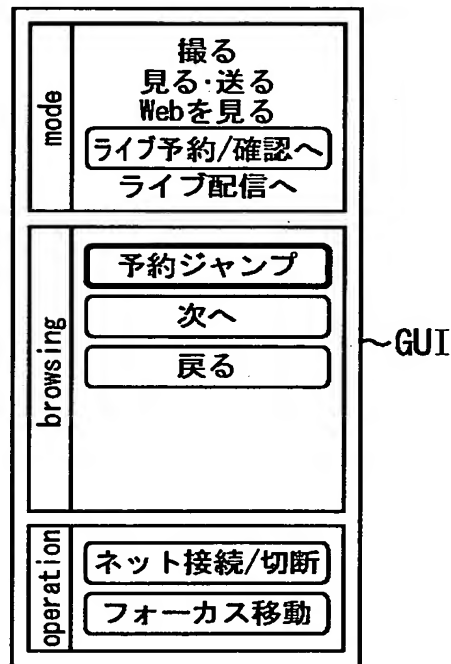 mode
撮る
見る·送る
Webを見る
ライブ予約/確認へ
ライブ配信へ
browsing
予約ジャンプ
次へ
戻る
~GUI
operation
ネット接続/切断
フォーカス移動